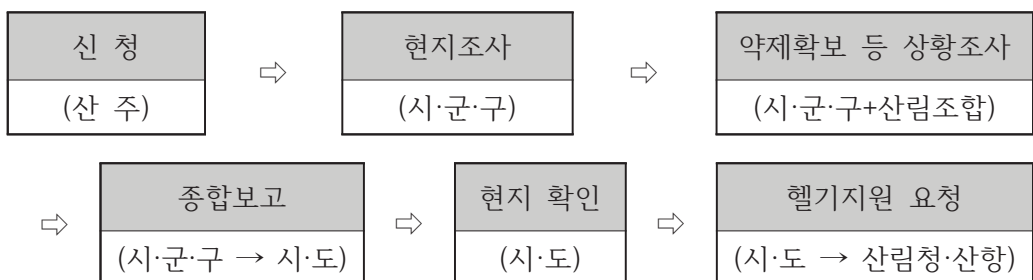 신 청 ⇨ 현지조사 ⇨ 약제확보 등 상황조사
(산 주) (시·군·구) (시·군·구+산림조합)
⇨ 종합보고 ⇨ 현지 확인 ⇨ 헬기지원 요청
(시·군·구 → 시·도) (시·도) (시·도 → 산림청·산항)